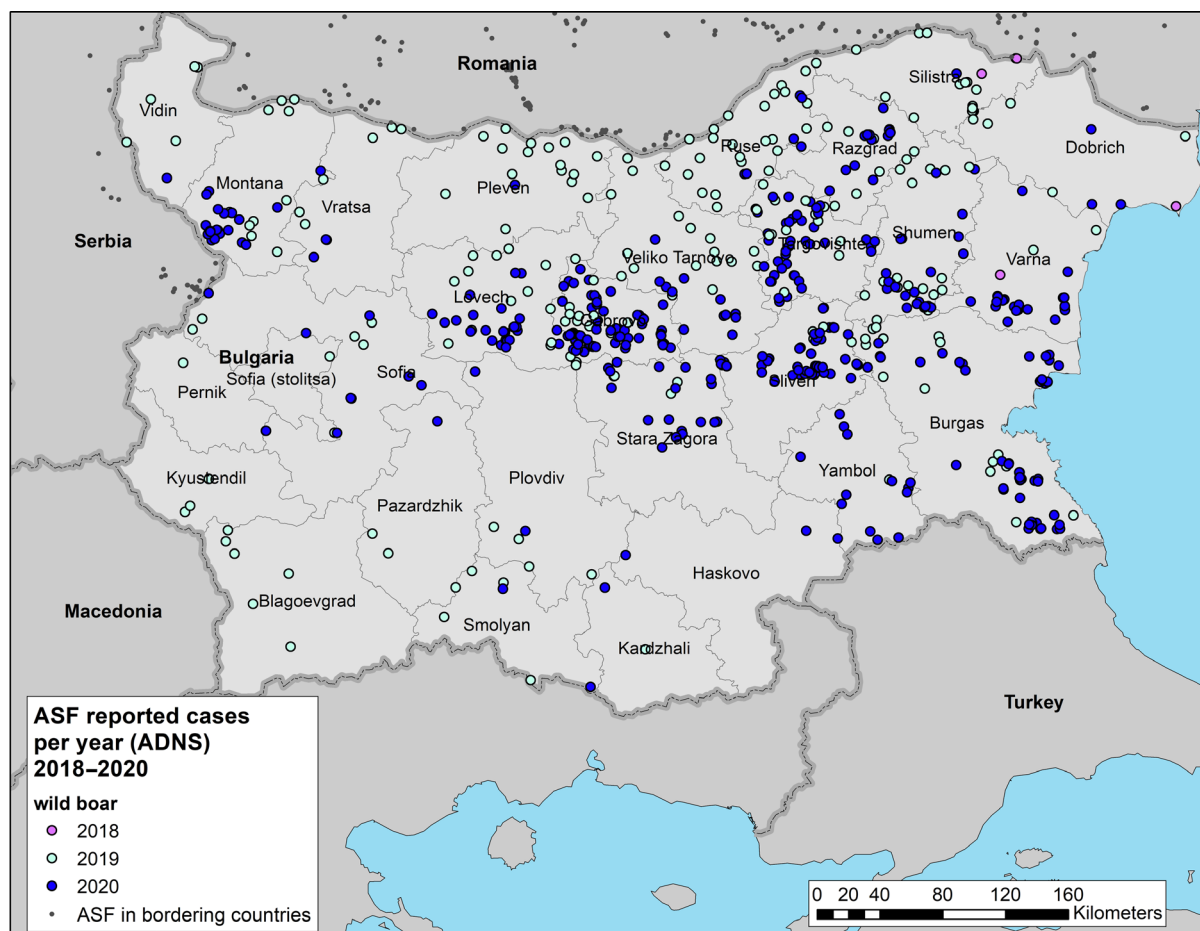 Romania
Silistra
Vidin
Ruse
Razgrad
Dobrich
Montana
Pleven
Vratsa
Serbia
Shumen
Targovishte
Veliko Tarnovo
Varna
Lovech
Gabrovo
Bulgaria
Sofia (stolitsa)
Sofia
Pernik
Sliven
Burgas
Stara Zagora
Kyustendil
Plovdiv
Yambol
Pazardzhik
Haskovo
Macedonia
Blagoevgrad
Smolyan
Kardzhali
Turkey
ASF reported cases
per year (ADNS)
2018–2020
wild boar
2018
2019
2020
ASF in bordering countries
0 20 40 80 120 160
Kilometers